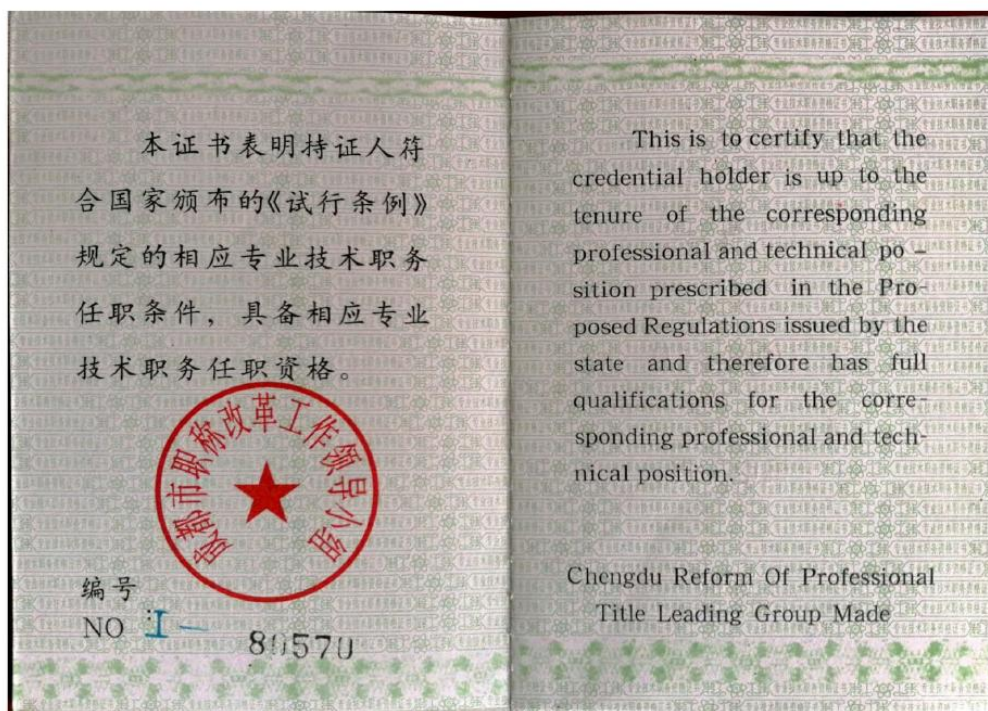 本证书表明持证人符
合国家颁布的《试行条例》
规定的相应专业技术职务
任职条件，具备相应专业
技术职务任职资格。
成都市职称改革工作领导小组
编号
NO I— 80570
This is to certify that the
credential holder is up to the
tenure of the corresponding
professional and technical po-
sition prescribed in the Pro-
posed Regulations issued by the
state and therefore has full
qualifications for the corre-
sponding professional and tech-
nical position.
Chengdu Reform Of Professional
Title Leading Group Made